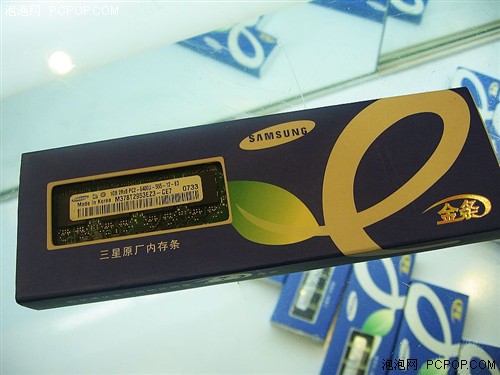 泡泡网 PCPOP.COM
SAMSUNG
1GB 2Rx8 PC2-6400U-555-12-E3
Made in Korea M378T2953EZ3-CE7 0733
三星原厂内存条
金条
泡泡网 PCPOP.COM